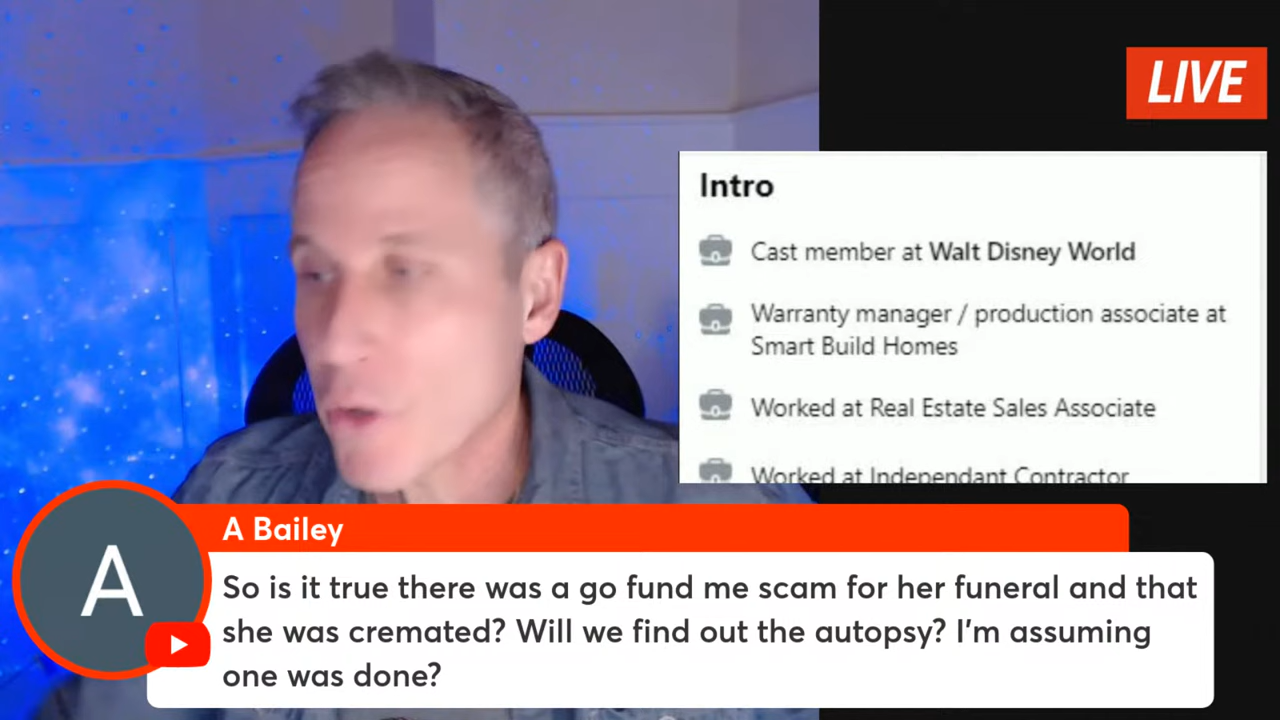 LIVE
Intro
Cast member at Walt Disney World
Warranty manager / production associate at
Smart Build Homes
Worked at Real Estate Sales Associate
Worked at Independant Contractor
A Bailey
A
So is it true there was a go fund me scam for her funeral and that
she was cremated? Will we find out the autopsy? I'm assuming
one was done?